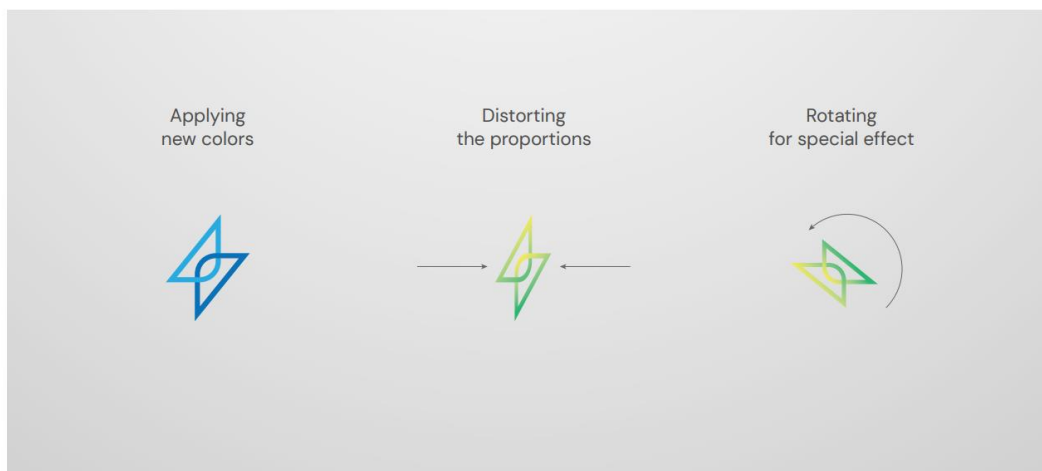 Applying
new colors
Distorting
the proportions
Rotating
for special effect